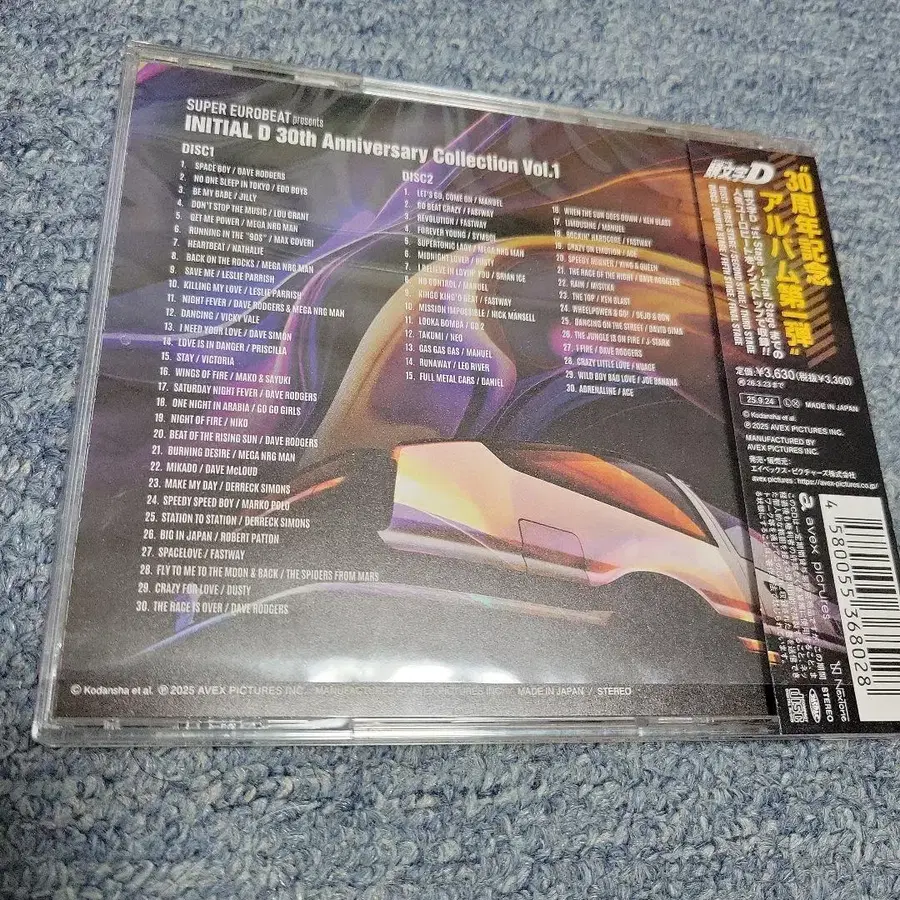 SUPER EUROBEAT presents
INITIAL D 30th Anniversary Collection Vol.1
DISC1
1. SPACE BOY / DAVE RODGERS
2. NO ONE SLEEP IN TOKYO / EDO BOYS
3. BE MY BABE / JILLY
4. DON'T STOP THE MUSIC / LOU GRANT
5. GET ME POWER / MEGA NRG MAN
6. RUNNING IN THE "90S" / MAX COVERI
7. HEARTBEAT / NATHALIE
8. BACK ON THE ROCKS / MEGA NRG MAN
9. SAVE ME / LESLIE PARRISH
10. KILLING MY LOVE / LESLIE PARRISH
11. NIGHT FEVER / DAVE RODGERS & MEGA NRG MAN
12. DANCING / VICKY VALE
13. I NEED YOUR LOVE / DAVE SIMON
14. LOVE IS IN DANGER / PRISCILLA
15. STAY / VICTORIA
16. WINGS OF FIRE / MAKO & SAYUKI
17. SATURDAY NIGHT FEVER / DAVE RODGERS
18. ONE NIGHT IN ARABIA / GO GO GIRLS
19. NIGHT OF FIRE / NIKO
20. BEAT OF THE RISING SUN / DAVE RODGERS
21. BURNING DESIRE / MEGA NRG MAN
22. MIKADO / DAVE McLOUD
23. MAKE MY DAY / DERRECK SIMONS
24. SPEEDY SPEED BOY / MARKO POLO
25. STATION TO STATION / DERRECK SIMONS
26. BIG IN JAPAN / ROBERT PATTON
27. SPACELOVE / FASTWAY
28. FLY TO ME TO THE MOON & BACK / THE SPIDERS FROM MARS
29. CRAZY FOR LOVE / DUSTY
30. THE RACE IS OVER / DAVE RODGERS
DISC2
1. LET'S GO, COME ON / MANUEL
2. GO BEAT CRAZY / FASTWAY
3. REVOLUTION / FASTWAY
4. FOREVER YOUNG / SYMBOL
5. SUPERTONIC LADY / MEGA NRG MAN
6. MIDNIGHT LOVER / DUSTY
7. I BELIEVE IN LOVIN' YOU / BRIAN ICE
8. NO CONTROL / MANUEL
9. RINGO KING'O BEAT / FASTWAY
10. MISSION IMPOSSIBLE / NICK MANSELL
11. LOOKA BOMBA / GO 2
12. TAKUMI / NEO
13. GAS GAS GAS / MANUEL
14. RUNAWAY / LEO RIVER
15. FULL METAL CARS / DANIEL
16. WHEN THE SUN GOES DOWN / KEN BLAST
17. LIMOUSINE / MANUEL
18. ROCKIN' HARDCORE / FASTWAY
19. CRAZY ON EMOTION / ACE
20. SPEEDY RUNNER / KING & QUEEN
21. THE RACE OF THE NIGHT / DAVE RODGERS
22. RAIN / MISTIKA
23. THE TOP / KEN BLAST
24. WHEELPOWER & GO! / DEJO & BON
25. DANCING ON THE STREET / DAVID DIMA
26. THE JUNGLE IS ON FIRE / J-STARK
27. I FIRE / DAVE RODGERS
28. CRAZY LITTLE LOVE / NUAGE
29. WILD BOY BAD LOVE / JOE BANANA
30. ADRENALINE / ACE
© Kodansha et al. ℗ 2025 AVEX PICTURES INC. MANUFACTURED BY AVEX PICTURES INC. MADE IN JAPAN / STEREO
頭文字D
"30周年記念
アルバム第一弾"
定価:¥3,630(税抜¥3,300)
26.3.23まで
25.9.24
MADE IN JAPAN
© Kodansha et al.
℗ 2025 AVEX PICTURES INC.
MANUFACTURED BY
AVEX PICTURES INC.
発売・販売元:
エイベックス・ピクチャーズ株式会社
avex pictures : https://avex-pictures.co.jp/
avex pictures
4 580055 368028
NexTone
STEREO